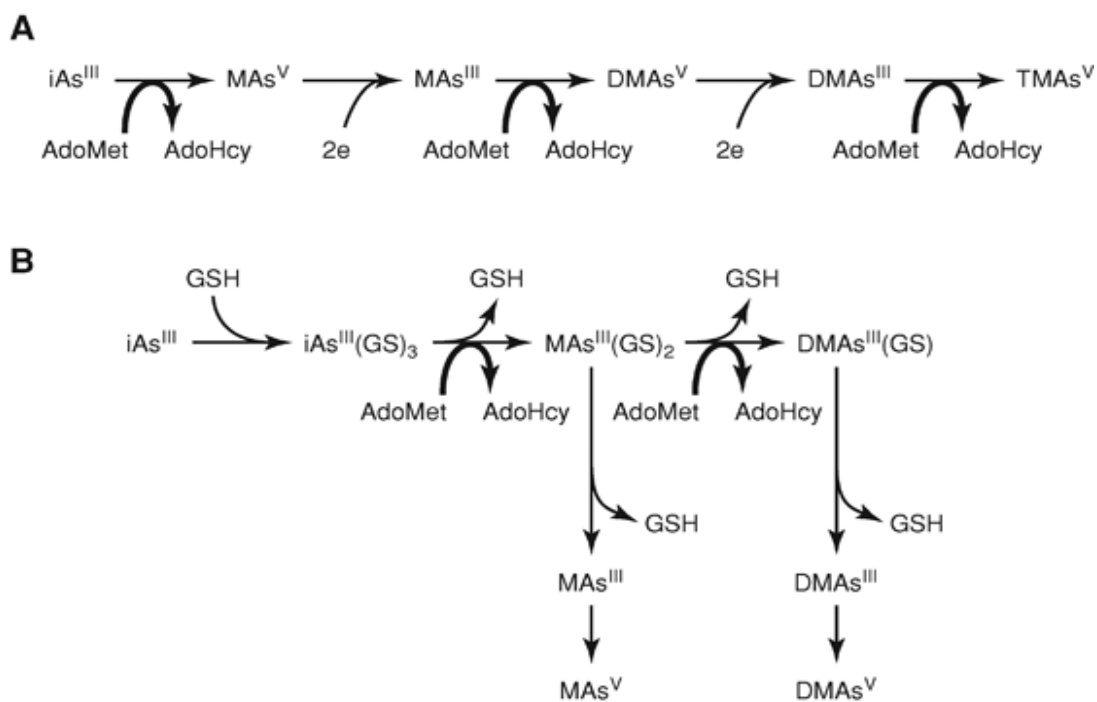 A
iAs^III MAs^V MAs^III DMAs^V DMAs^III TMAs^V
AdoMet AdoHcy 2e AdoMet AdoHcy 2e AdoMet AdoHcy
B
GSH GSH GSH
iAs^III iAs^III(GS)₃ MAs^III(GS)₂ DMAs^III(GS)
AdoMet AdoHcy AdoMet AdoHcy
GSH GSH
MAs^III DMAs^III
MAs^V DMAs^V